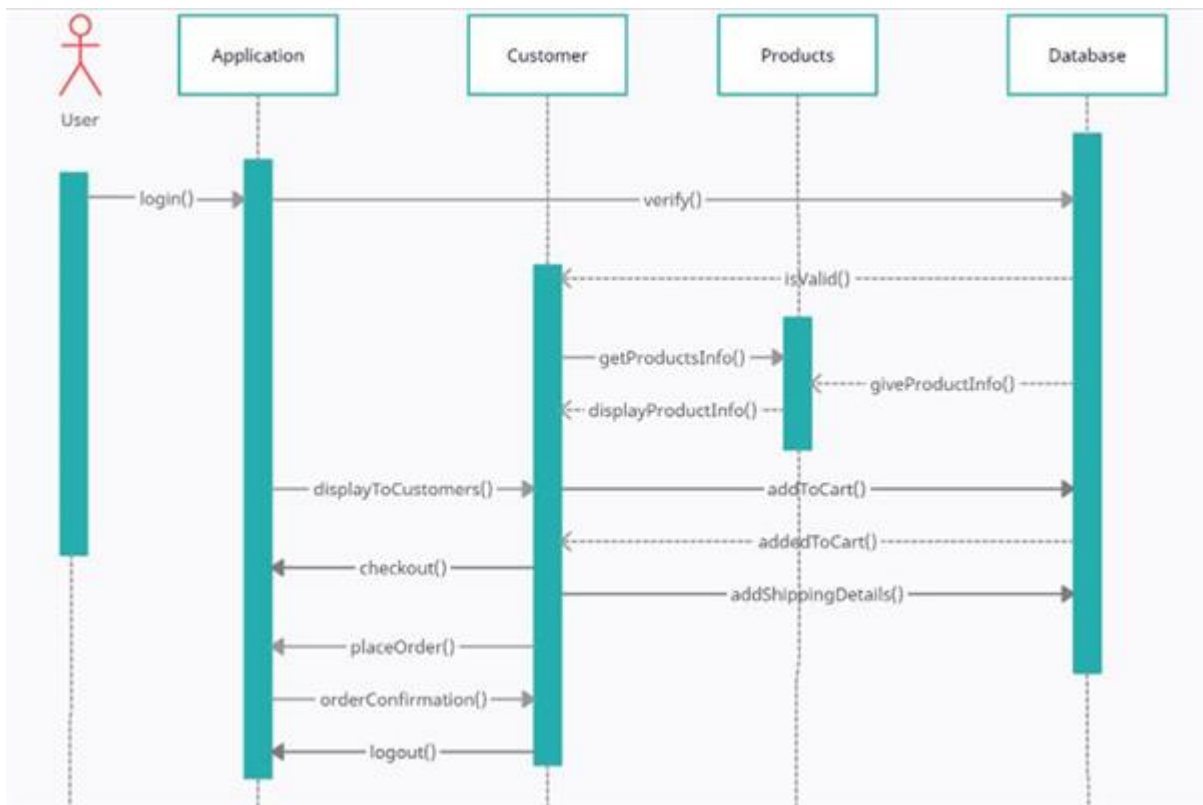 Application
Customer
Products
Database
User
login()
verify()
isValid()
getProductsInfo()
giveProductInfo()
displayProductInfo()
displayToCustomers()
addToCart()
addedToCart()
checkout()
addShippingDetails()
placeOrder()
orderConfirmation()
logout()